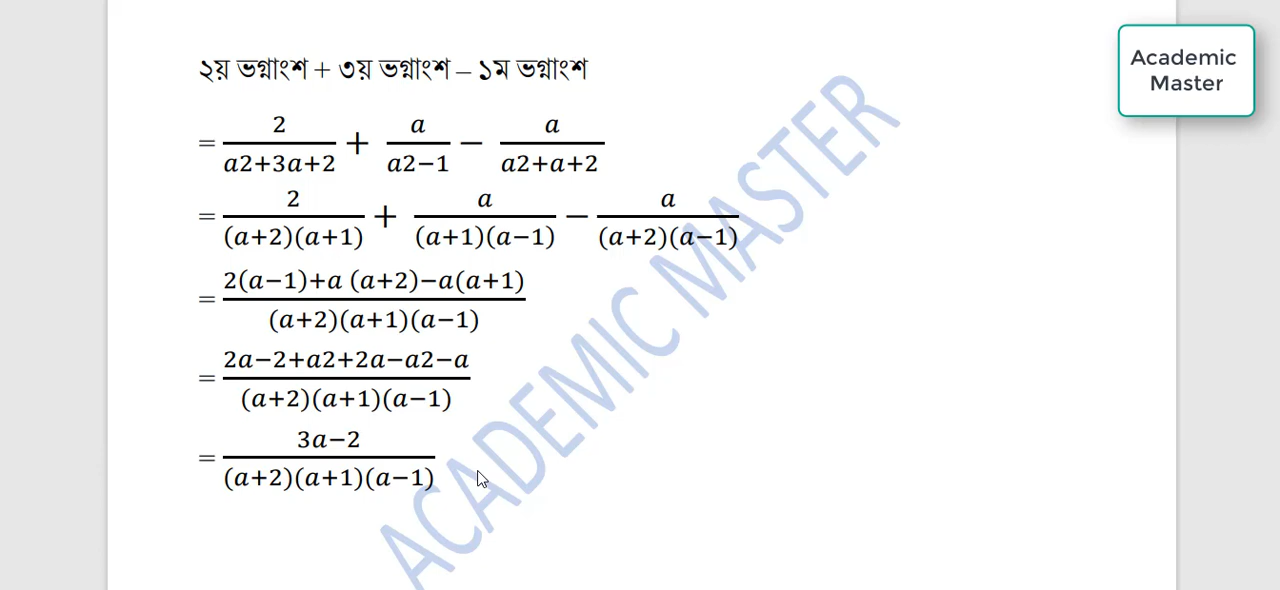 ২য় ভগ্নাংশ + ৩য় ভগ্নাংশ – ১ম ভগ্নাংশ
Academic
Master
= 2/(a2+3a+2) + a/(a2−1) − a/(a2+a+2)
= 2/((a+2)(a+1)) + a/((a+1)(a−1)) − a/((a+2)(a−1))
= (2(a−1)+a (a+2)−a(a+1))/((a+2)(a+1)(a−1))
= (2a−2+a2+2a−a2−a)/((a+2)(a+1)(a−1))
= (3a−2)/((a+2)(a+1)(a−1))
ACADEMIC MASTER